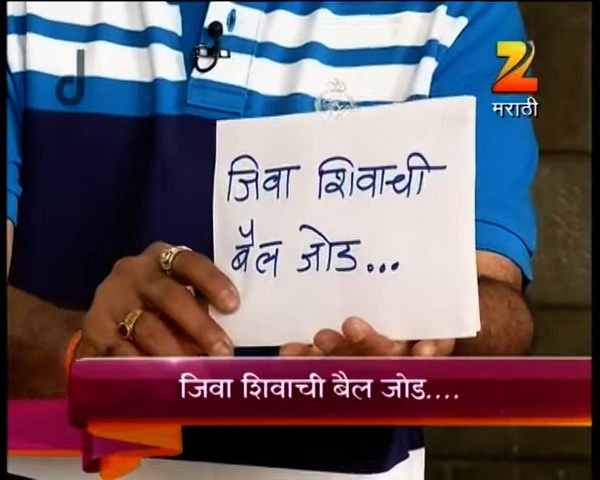 d
मराठी
जिवा शिवाची
बैल जोड...
जिवा शिवाची बैल जोड....